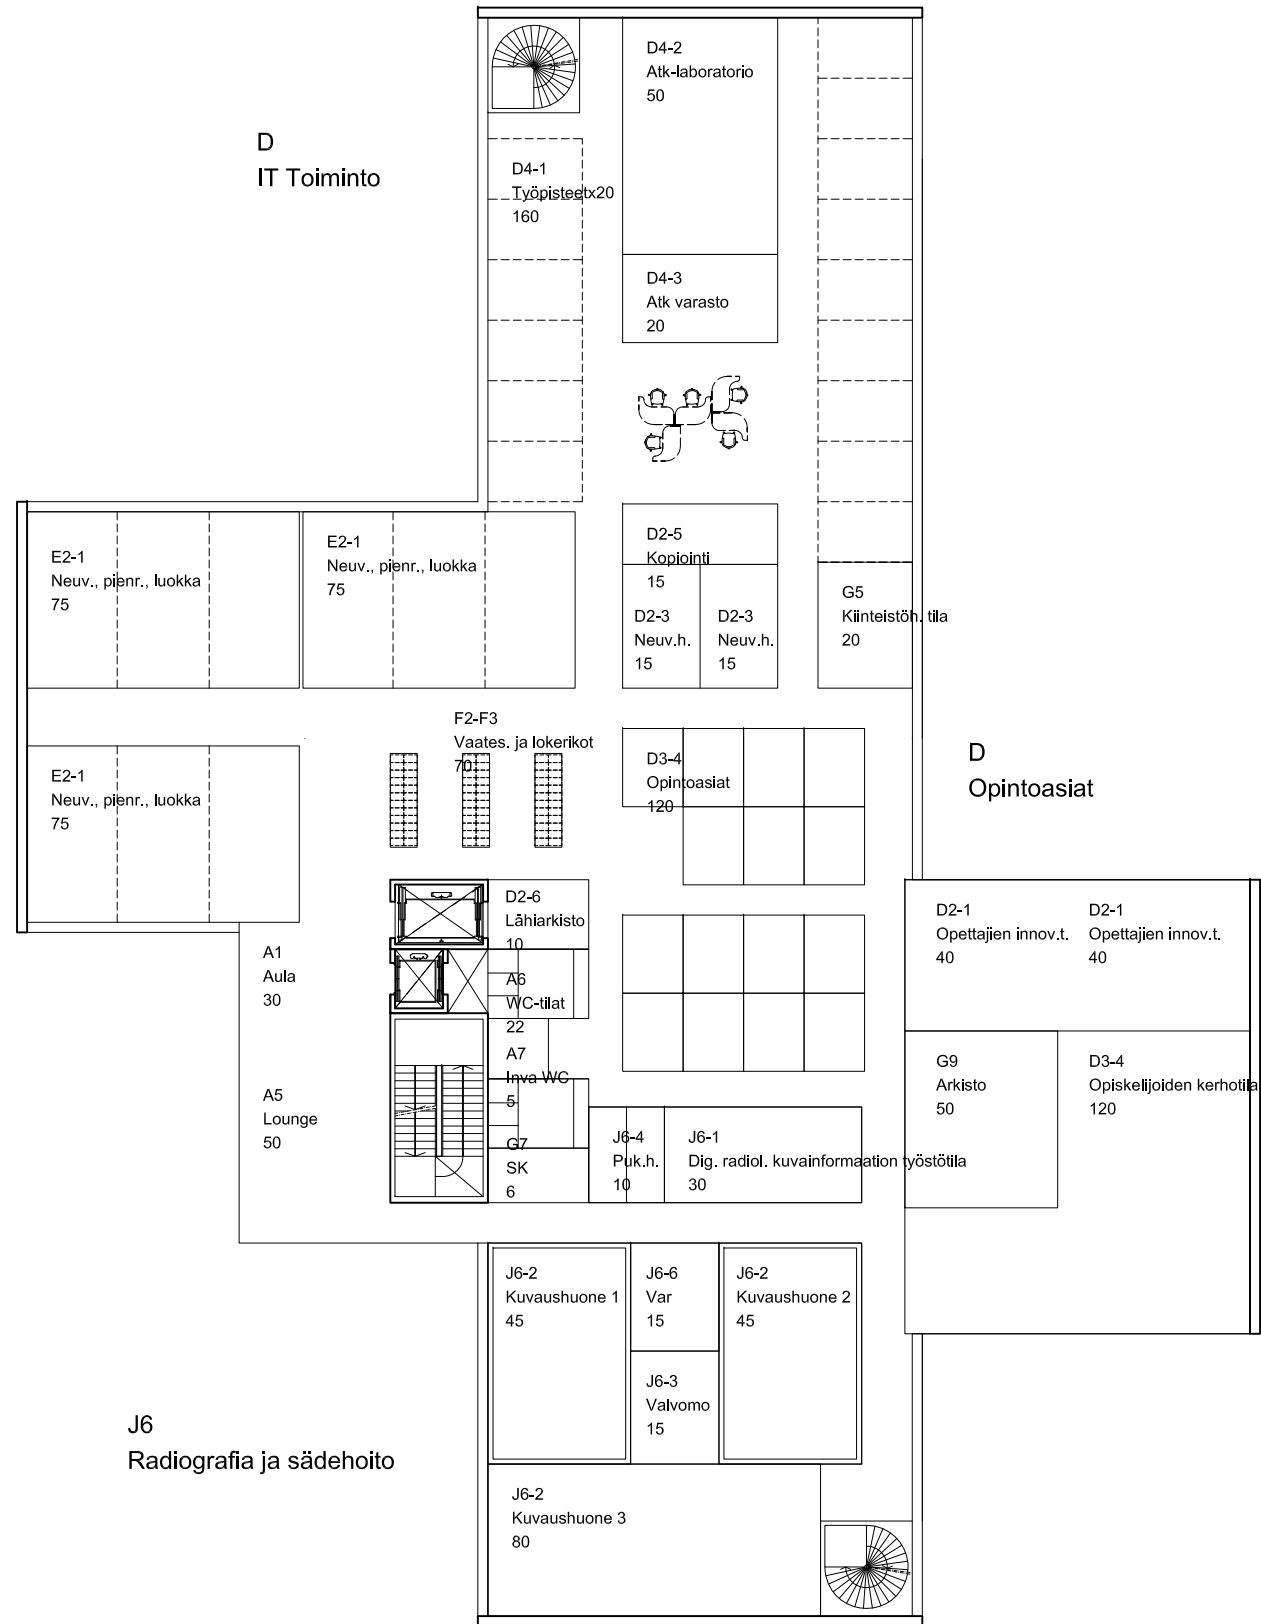 D4-2
Atk-laboratorio
50
D
IT Toiminto
D4-1
Työpisteetx20
160
D4-3
Atk varasto
20
E2-1
Neuv., pienr., luokka
75
E2-1
Neuv., pienr., luokka
75
D2-5
Kopiointi
15
D2-3
Neuv.h.
15
D2-3
Neuv.h.
15
G5
Kiinteistöh. tila
20
F2-F3
Vaates. ja lokerikot
70
E2-1
Neuv., pienr., luokka
75
D3-4
Opintoasiat
120
D
Opintoasiat
D2-6
Lähiarkisto
10
D2-1
Opettajien innov.t.
40
D2-1
Opettajien innov.t.
40
A1
Aula
30
A6
WC-tilat
22
A7
Inva WC
5
G9
Arkisto
50
D3-4
Opiskelijoiden kerhotila
120
A5
Lounge
50
G7
SK
6
J6-4
Puk.h.
10
J6-1
Dig. radiol. kuvainformaation työstötila
30
J6-2
Kuvaushuone 1
45
J6-6
Var
15
J6-2
Kuvaushuone 2
45
J6-3
Valvomo
15
J6
Radiografia ja sädehoito
J6-2
Kuvaushuone 3
80